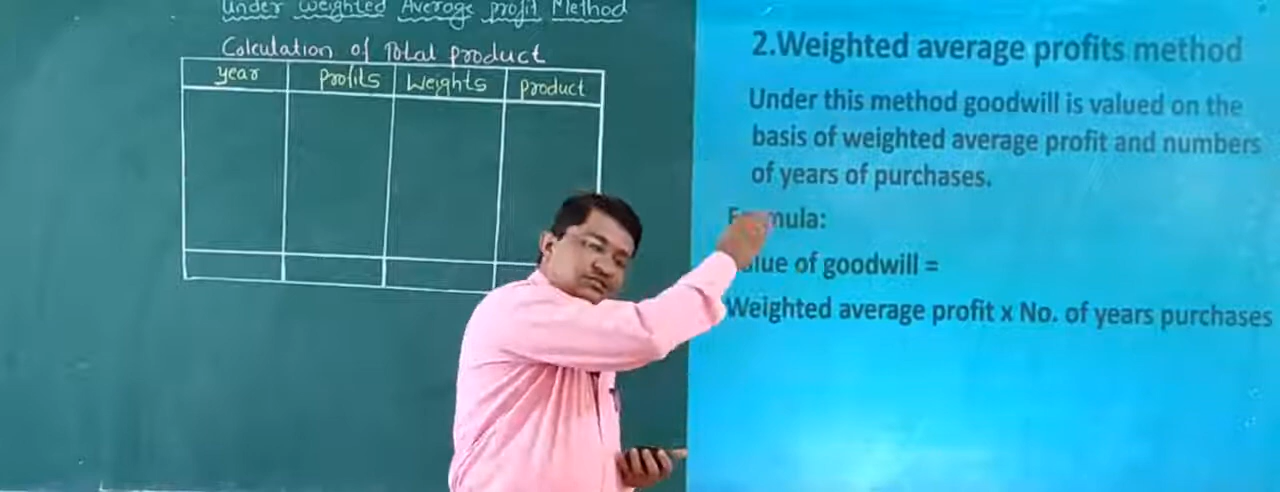 Under Weighted Average profit Method
Calculation of Total product
year profits Weights product
2.Weighted average profits method
Under this method goodwill is valued on the
basis of weighted average profit and numbers
of years of purchases.
Formula:
Value of goodwill =
Weighted average profit x No. of years purchases